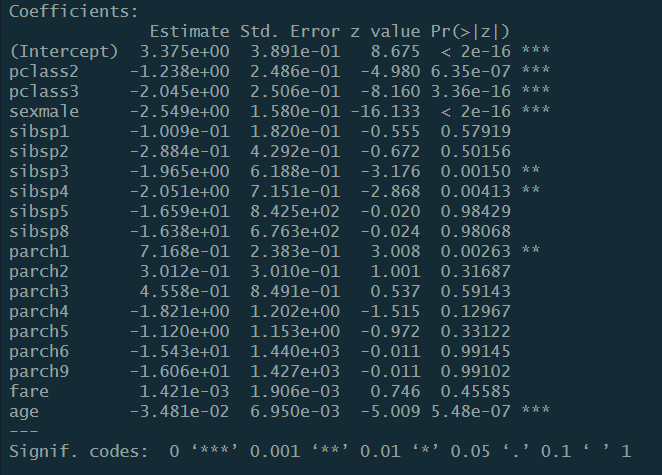 Coefficients:
              Estimate Std. Error z value Pr(>|z|)
(Intercept)  3.375e+00  3.891e-01   8.675  < 2e-16 ***
pclass2     -1.238e+00  2.486e-01  -4.980 6.35e-07 ***
pclass3     -2.045e+00  2.506e-01  -8.160 3.36e-16 ***
sexmale     -2.549e+00  1.580e-01 -16.133  < 2e-16 ***
sibsp1      -1.009e-01  1.820e-01  -0.555  0.57919
sibsp2      -2.884e-01  4.292e-01  -0.672  0.50156
sibsp3      -1.965e+00  6.188e-01  -3.176  0.00150 **
sibsp4      -2.051e+00  7.151e-01  -2.868  0.00413 **
sibsp5      -1.659e+01  8.425e+02  -0.020  0.98429
sibsp8      -1.638e+01  6.763e+02  -0.024  0.98068
parch1       7.168e-01  2.383e-01   3.008  0.00263 **
parch2       3.012e-01  3.010e-01   1.001  0.31687
parch3       4.558e-01  8.491e-01   0.537  0.59143
parch4      -1.821e+00  1.202e+00  -1.515  0.12967
parch5      -1.120e+00  1.153e+00  -0.972  0.33122
parch6      -1.543e+01  1.440e+03  -0.011  0.99145
parch9      -1.606e+01  1.427e+03  -0.011  0.99102
fare         1.421e-03  1.906e-03   0.746  0.45585
age         -3.481e-02  6.950e-03  -5.009 5.48e-07 ***
---
Signif. codes:  0 ‘***’ 0.001 ‘**’ 0.01 ‘*’ 0.05 ‘.’ 0.1 ‘ ’ 1